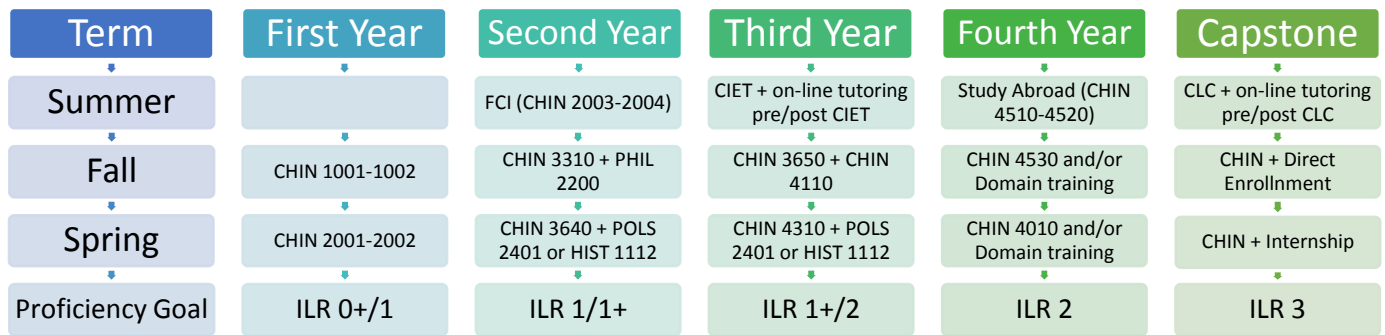 Term
First Year
Second Year
Third Year
Fourth Year
Capstone
Summer
FCI (CHIN 2003-2004)
CIET + on-line tutoring
pre/post CIET
Study Abroad (CHIN
4510-4520)
CLC + on-line tutoring
pre/post CLC
Fall
CHIN 1001-1002
CHIN 3310 + PHIL
2200
CHIN 3650 + CHIN
4110
CHIN 4530 and/or
Domain training
CHIN + Direct
Enrollnment
Spring
CHIN 2001-2002
CHIN 3640 + POLS
2401 or HIST 1112
CHIN 4310 + POLS
2401 or HIST 1112
CHIN 4010 and/or
Domain training
CHIN + Internship
Proficiency Goal
ILR 0+/1
ILR 1/1+
ILR 1+/2
ILR 2
ILR 3